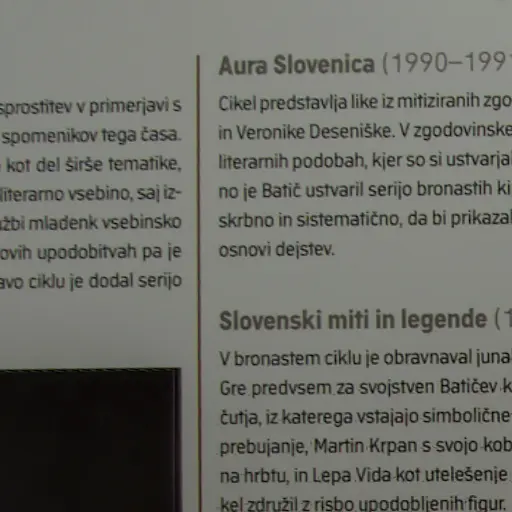 sprostitev v primerjavi s
spomenikov tega časa.
kot del širše tematike,
literarno vsebino, saj iz-
žbi mladenk vsebinsko
ovih upodobitvah pa je
avo ciklu je dodal serijo
Aura Slovenica (1990–199
Cikel predstavlja like iz mitiziranih zgo
in Veronike Deseniške. V zgodovinske
literarnih podobah, kjer so si ustvarja
no je Batič ustvaril serijo bronastih ki
skrbno in sistematično, da bi prikazal
osnovi dejstev.
Slovenski miti in legende (1
V bronastem ciklu je obravnaval juna
Gre predvsem za svojstven Batičev k
čutja, iz katerega vstajajo simbolične
prebujanje, Martin Krpan s svojo kob
na hrbtu, in Lepa Vida kot utelešenje
kel združil z risbo upodobljenih figur.